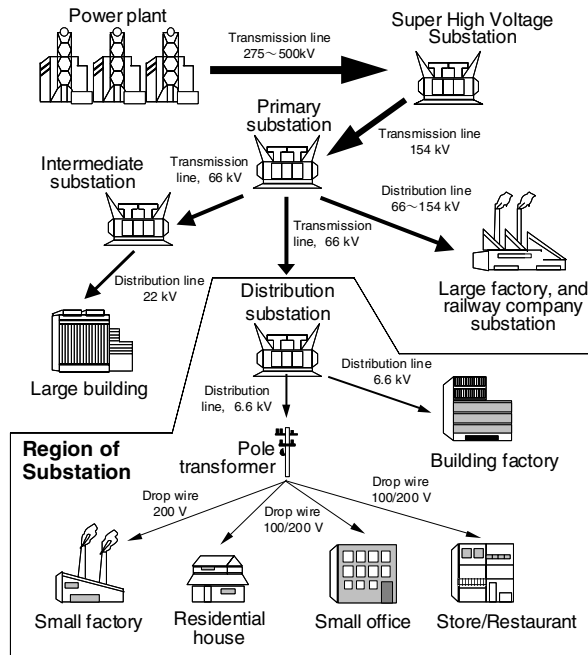 Power plant
Transmission line
275～500kV
Super High Voltage
Substation
Primary
substation
Transmission line
154 kV
Intermediate
substation
Transmission
line, 66 kV
Distribution line
66～154 kV
Transmission
line, 66 kV
Distribution line
22 kV
Large factory, and
railway company
substation
Distribution
substation
Large building
Distribution line
6.6 kV
Distribution
line, 6.6 kV
Region of
Substation
Pole
transformer
Building factory
Drop wire
200 V
Drop wire
100/200 V
Drop wire
100/200 V
Drop wire
100/200 V
Small factory
Residential
house
Small office
Store/Restaurant